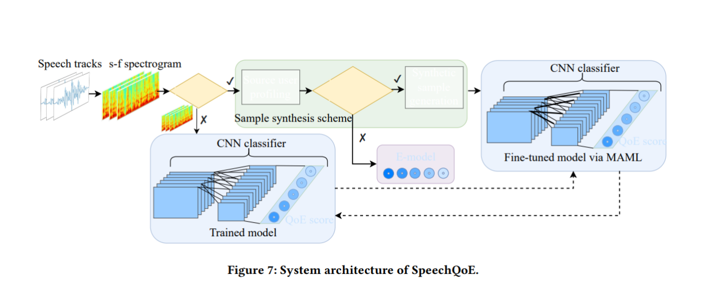 Speech tracks s-f spectrogram
CNN classifier
Sample synthesis scheme
CNN classifier
E-model
QoE score
Fine-tuned model via MAML
QoE score
Trained model
Figure 7: System architecture of SpeechQoE.